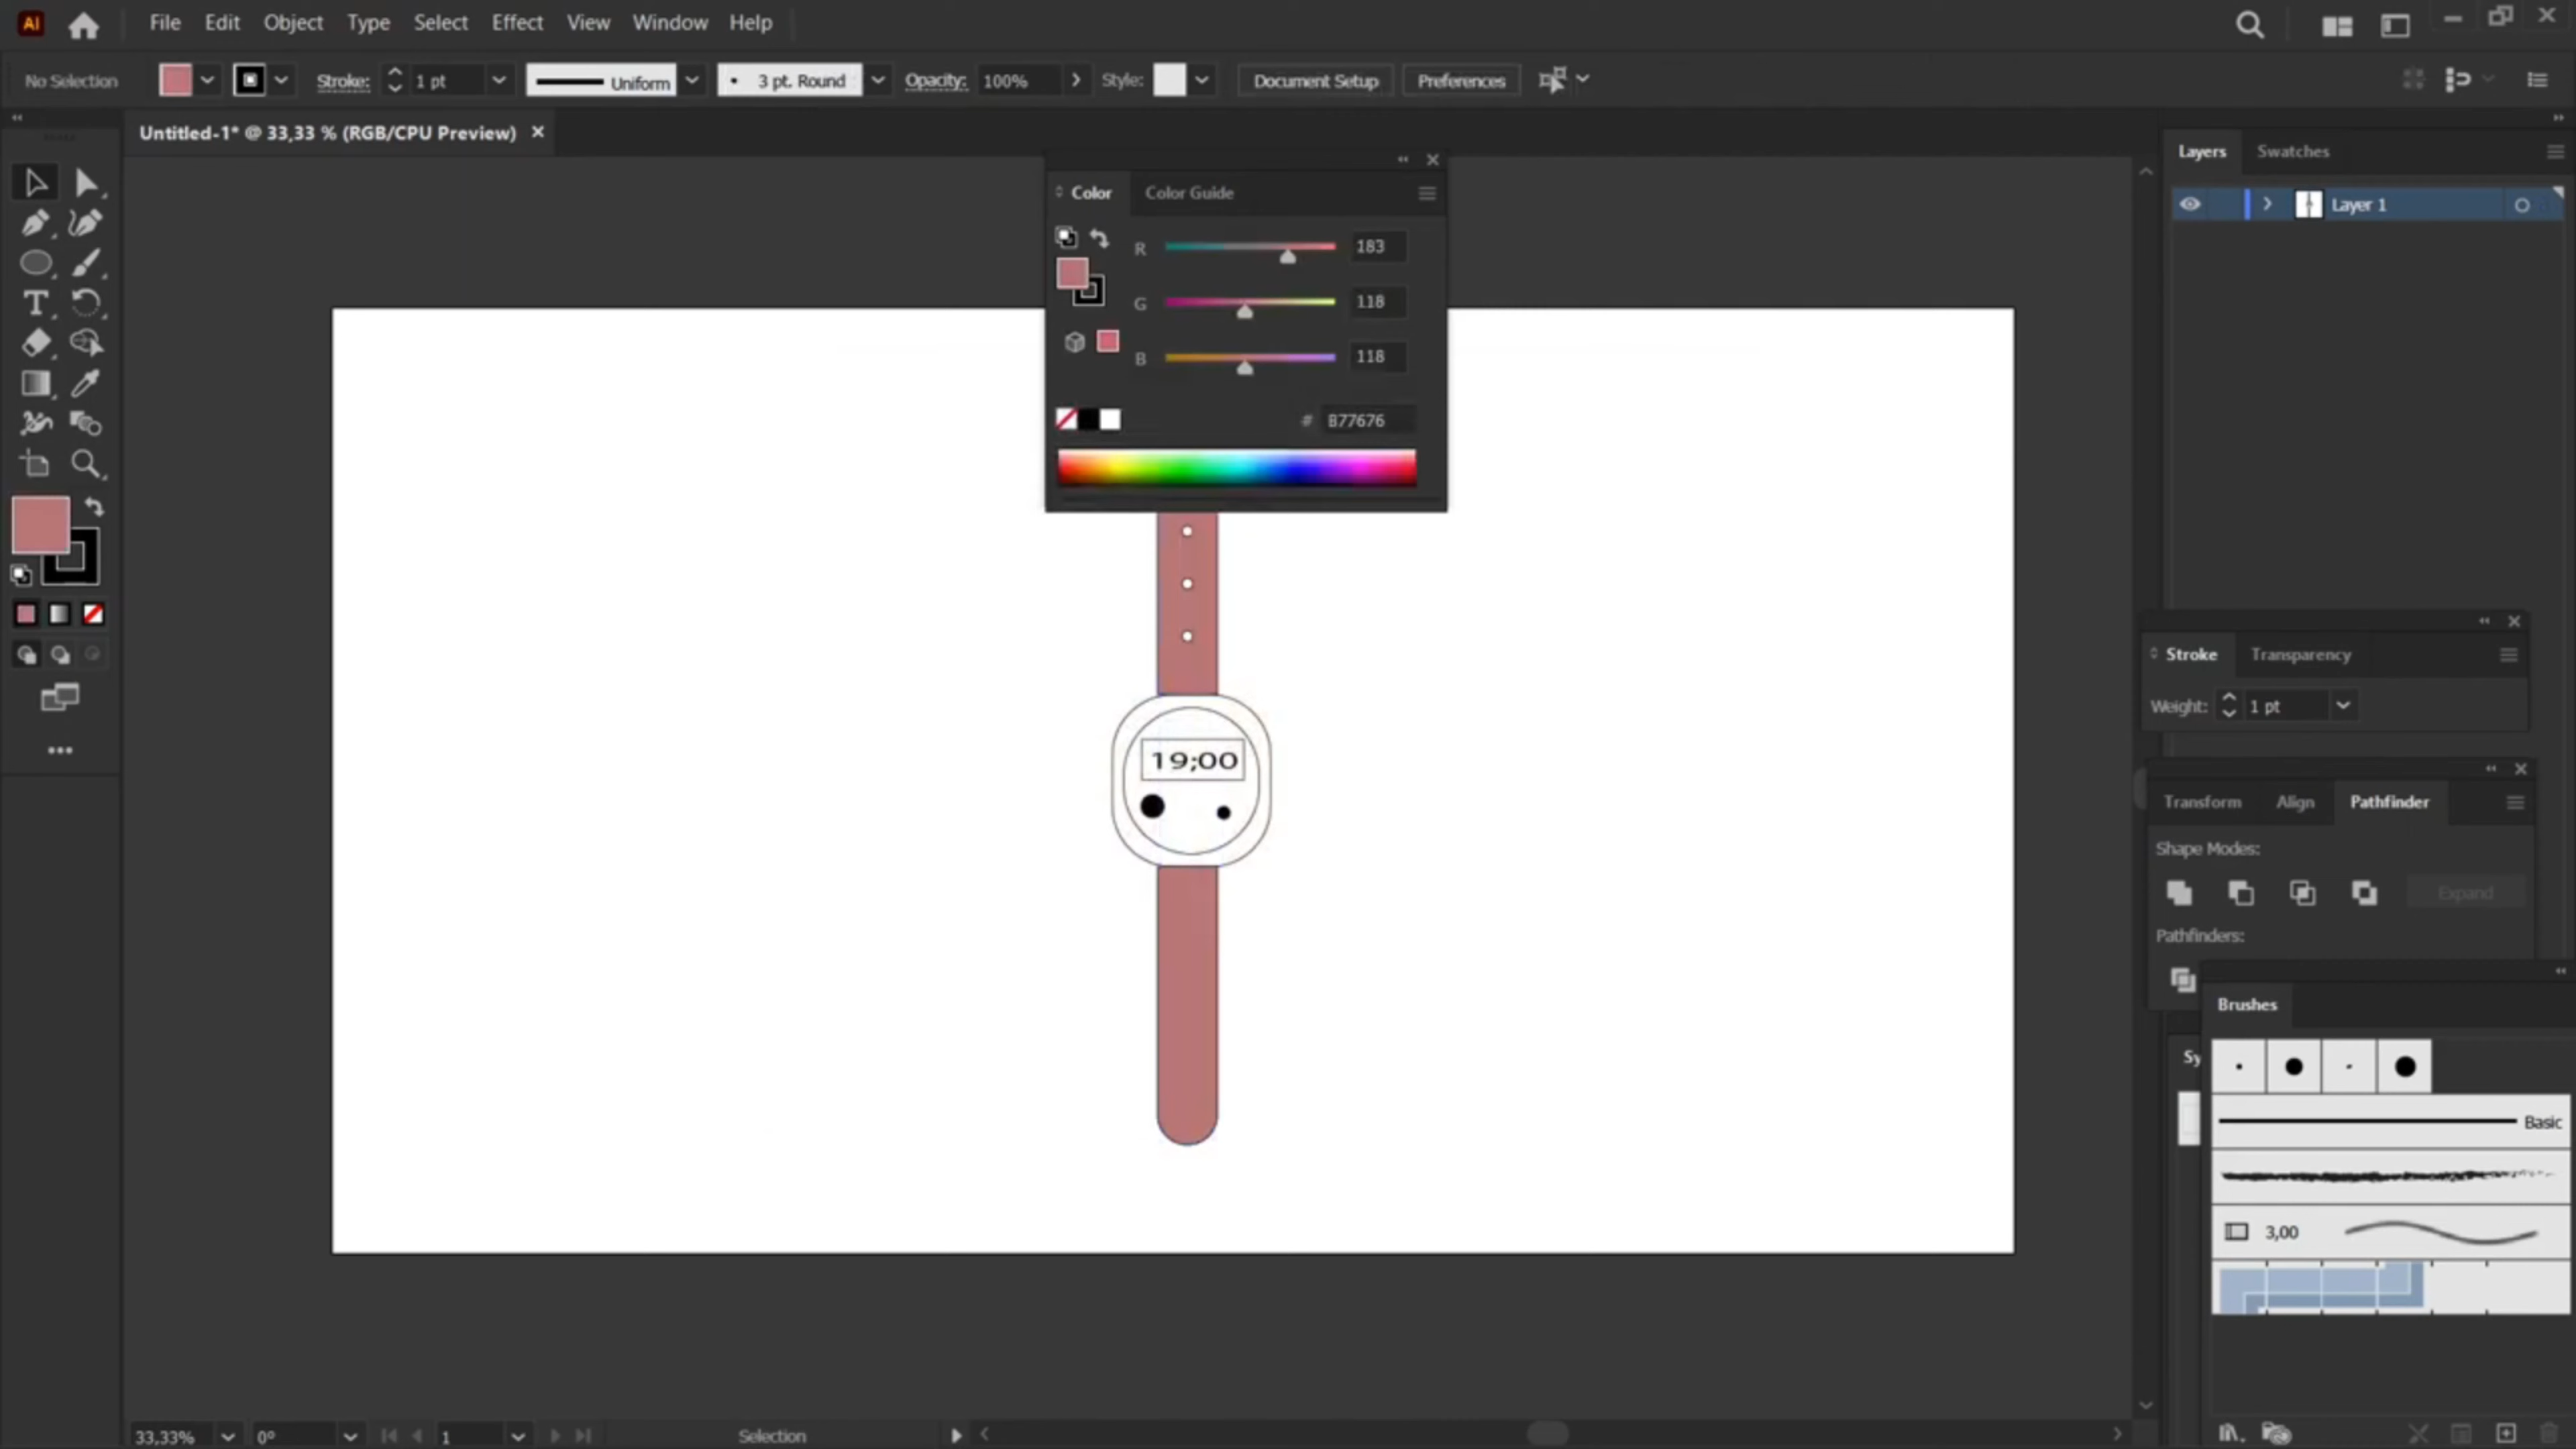 Ai File Edit Object Type Select Effect View Window Help
No Selection Stroke: 1 pt Uniform 3 pt. Round Opacity: 100% Style: Document Setup Preferences
Untitled-1* @ 33,33 % (RGB/CPU Preview)
Layers Swatches
Layer 1
Color Color Guide
R 183
G 118
B 118
# B77676
19;00
Stroke Transparency
Weight: 1 pt
Transform Align Pathfinder
Shape Modes:
Expand
Pathfinders:
Brushes
Sy
Basic
3,00
33,33% 0° 1 Selection